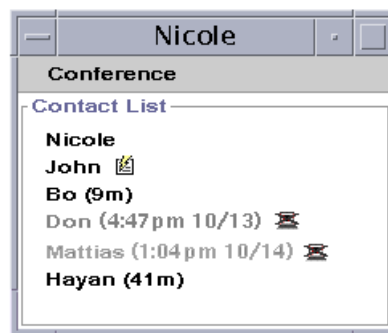 Nicole
Conference
Contact List
Nicole
John
Bo (9m)
Don (4:47pm 10/13)
Mattias (1:04pm 10/14)
Hayan (41m)